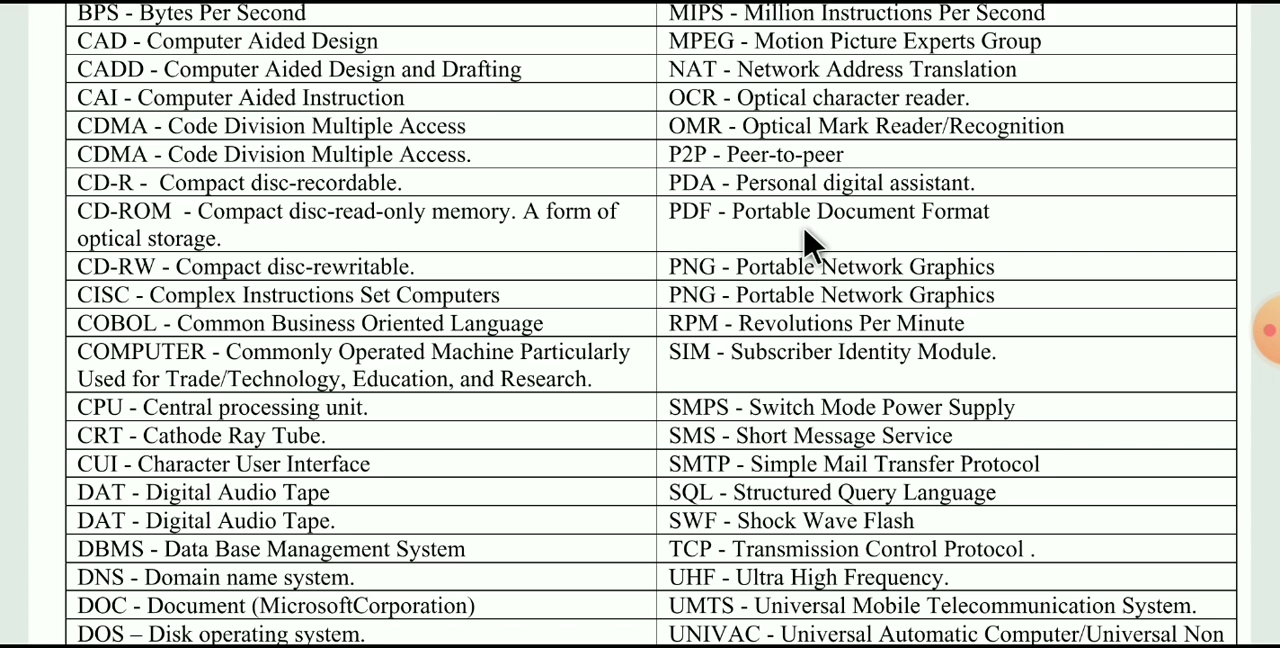 BPS - Bytes Per Second
MIPS - Million Instructions Per Second
CAD - Computer Aided Design
MPEG - Motion Picture Experts Group
CADD - Computer Aided Design and Drafting
NAT - Network Address Translation
CAI - Computer Aided Instruction
OCR - Optical character reader.
CDMA - Code Division Multiple Access
OMR - Optical Mark Reader/Recognition
CDMA - Code Division Multiple Access.
P2P - Peer-to-peer
CD-R -  Compact disc-recordable.
PDA - Personal digital assistant.
CD-ROM  - Compact disc-read-only memory. A form of
optical storage.
PDF - Portable Document Format
CD-RW - Compact disc-rewritable.
PNG - Portable Network Graphics
CISC - Complex Instructions Set Computers
PNG - Portable Network Graphics
COBOL - Common Business Oriented Language
RPM - Revolutions Per Minute
COMPUTER - Commonly Operated Machine Particularly
Used for Trade/Technology, Education, and Research.
SIM - Subscriber Identity Module.
CPU - Central processing unit.
SMPS - Switch Mode Power Supply
CRT - Cathode Ray Tube.
SMS - Short Message Service
CUI - Character User Interface
SMTP - Simple Mail Transfer Protocol
DAT - Digital Audio Tape
SQL - Structured Query Language
DAT - Digital Audio Tape.
SWF - Shock Wave Flash
DBMS - Data Base Management System
TCP - Transmission Control Protocol .
DNS - Domain name system.
UHF - Ultra High Frequency.
DOC - Document (MicrosoftCorporation)
UMTS - Universal Mobile Telecommunication System.
DOS – Disk operating system.
UNIVAC - Universal Automatic Computer/Universal Non